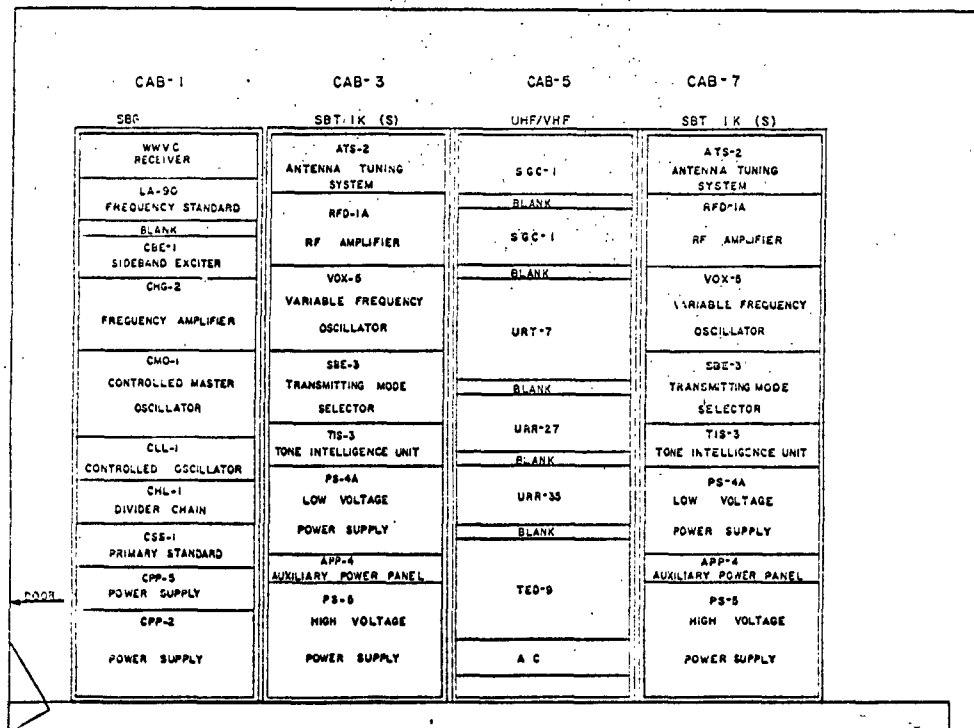 CAB-1
SBG
WWVC
RECEIVER
LA-90
FREQUENCY STANDARD
BLANK
CBE-1
SIDEBAND EXCITER
CHG-2
FREQUENCY AMPLIFIER
CMO-1
CONTROLLED MASTER
OSCILLATOR
CLL-1
CONTROLLED OSCILLATOR
CHL-1
DIVIDER CHAIN
CSS-1
PRIMARY STANDARD
CPP-5
POWER SUPPLY
CPP-2
POWER SUPPLY
DOOR
CAB-3
SBT-1K (S)
ATS-2
ANTENNA TUNING
SYSTEM
RFD-1A
RF AMPLIFIER
VOX-5
VARIABLE FREQUENCY
OSCILLATOR
SBE-3
TRANSMITTING MODE
SELECTOR
TIS-3
TONE INTELLIGENCE UNIT
PS-4A
LOW VOLTAGE
POWER SUPPLY
APP-4
AUXILIARY POWER PANEL
PS-5
HIGH VOLTAGE
POWER SUPPLY
CAB-5
UHF/VHF
SGC-1
BLANK
SGC-1
BLANK
URT-7
BLANK
URR-27
BLANK
URR-35
BLANK
TED-9
AC
CAB-7
SBT 1K (S)
ATS-2
ANTENNA TUNING
SYSTEM
RFD-1A
RF AMPLIFIER
VOX-5
VARIABLE FREQUENCY
OSCILLATOR
SBE-3
TRANSMITTING MODE
SELECTOR
TIS-3
TONE INTELLIGENCE UNIT
PS-4A
LOW VOLTAGE
POWER SUPPLY
APP-4
AUXILIARY POWER PANEL
PS-5
HIGH VOLTAGE
POWER SUPPLY